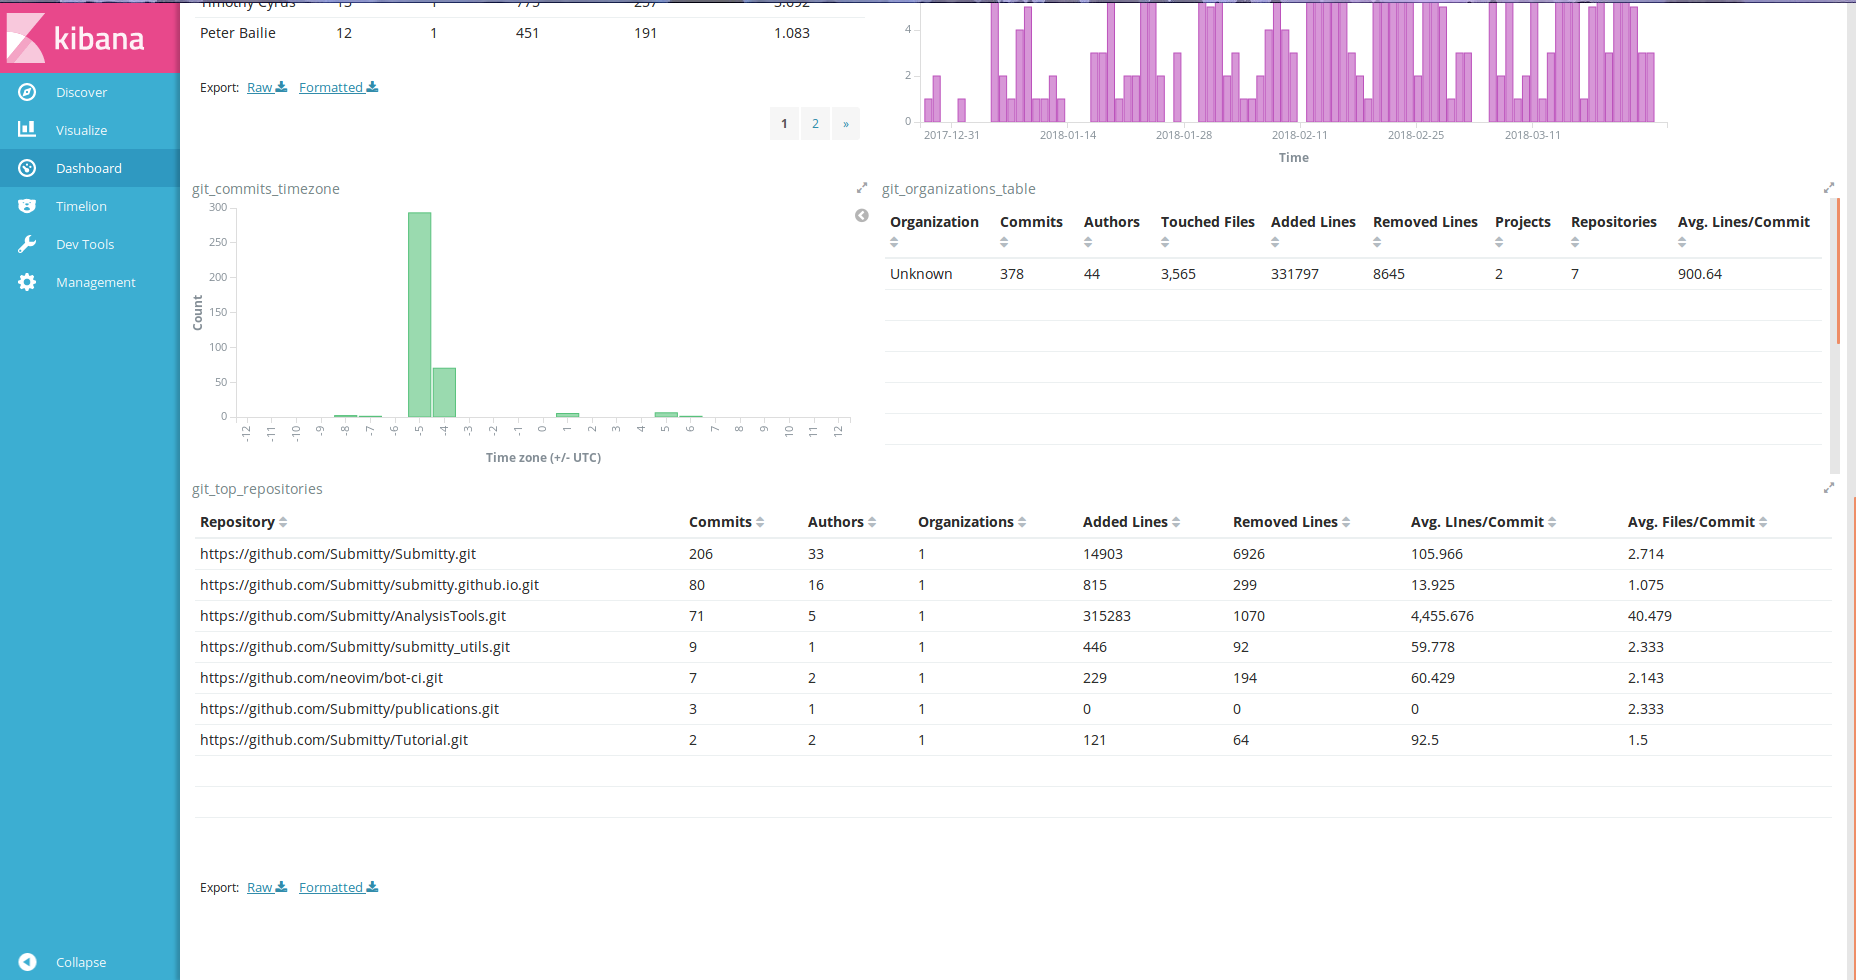 kibana
Discover
Visualize
Dashboard
Timelion
Dev Tools
Management
Collapse
Timothy Cyrus
Peter Bailie 12 1 451 191 1.083
Export: Raw Formatted
1 2 »
4
2
0
2017-12-31 2018-01-14 2018-01-28 2018-02-11 2018-02-25 2018-03-11
Time
git_commits_timezone
300
250
200
150
100
50
0
Count
-12 -11 -10 -9 -8 -7 -6 -5 -4 -3 -2 -1 0 1 2 3 4 5 6 7 8 9 10 11 12
Time zone (+/- UTC)
git_organizations_table
Organization Commits Authors Touched Files Added Lines Removed Lines Projects Repositories Avg. Lines/Commit
Unknown 378 44 3,565 331797 8645 2 7 900.64
git_top_repositories
Repository Commits Authors Organizations Added Lines Removed Lines Avg. LInes/Commit Avg. Files/Commit
https://github.com/Submitty/Submitty.git 206 33 1 14903 6926 105.966 2.714
https://github.com/Submitty/submitty.github.io.git 80 16 1 815 299 13.925 1.075
https://github.com/Submitty/AnalysisTools.git 71 5 1 315283 1070 4,455.676 40.479
https://github.com/Submitty/submitty_utils.git 9 1 1 446 92 59.778 2.333
https://github.com/neovim/bot-ci.git 7 2 1 229 194 60.429 2.143
https://github.com/Submitty/publications.git 3 1 1 0 0 0 2.333
https://github.com/Submitty/Tutorial.git 2 2 1 121 64 92.5 1.5
Export: Raw Formatted